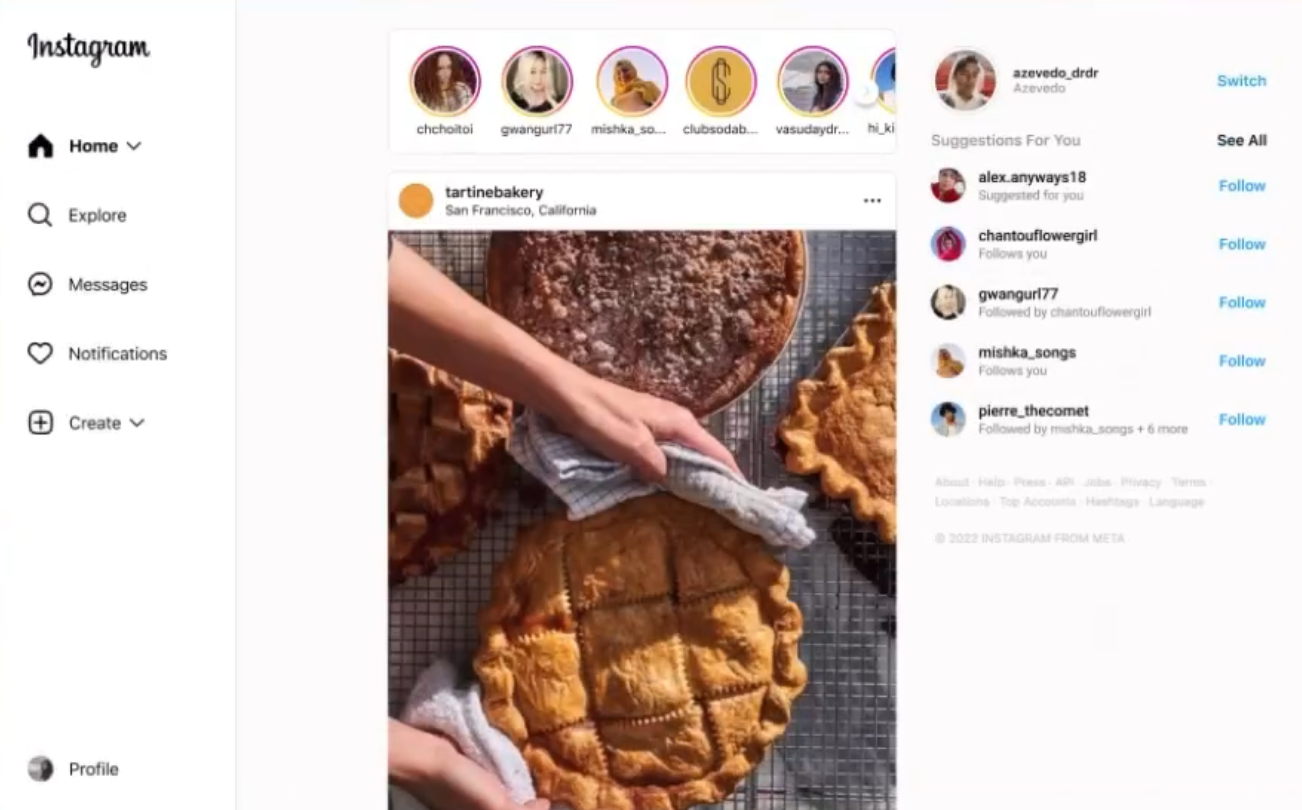 Instagram
Home
Explore
Messages
Notifications
Create
Profile
chchoitoi
gwangurl77
mishka_so...
clubsodab...
vasudaydr...
hi_ki
tartinebakery
San Francisco, California
azevedo_drdr
Azevedo
Switch
Suggestions For You
See All
alex.anyways18
Suggested for you
Follow
chantouflowergirl
Follows you
Follow
gwangurl77
Followed by chantouflowergirl
Follow
mishka_songs
Follows you
Follow
pierre_thecomet
Followed by mishka_songs + 6 more
Follow
About · Help · Press · API · Jobs · Privacy · Terms
Locations · Top Accounts · Hashtags · Language
© 2022 INSTAGRAM FROM META